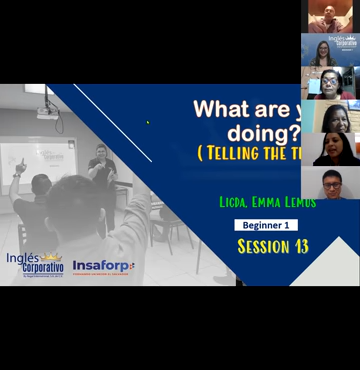 What are y
doing?
( TELLING THE T
LICDA. EMMA LEMUS
Beginner 1
SESSION 13
Inglés
Corporativo
Insaforp